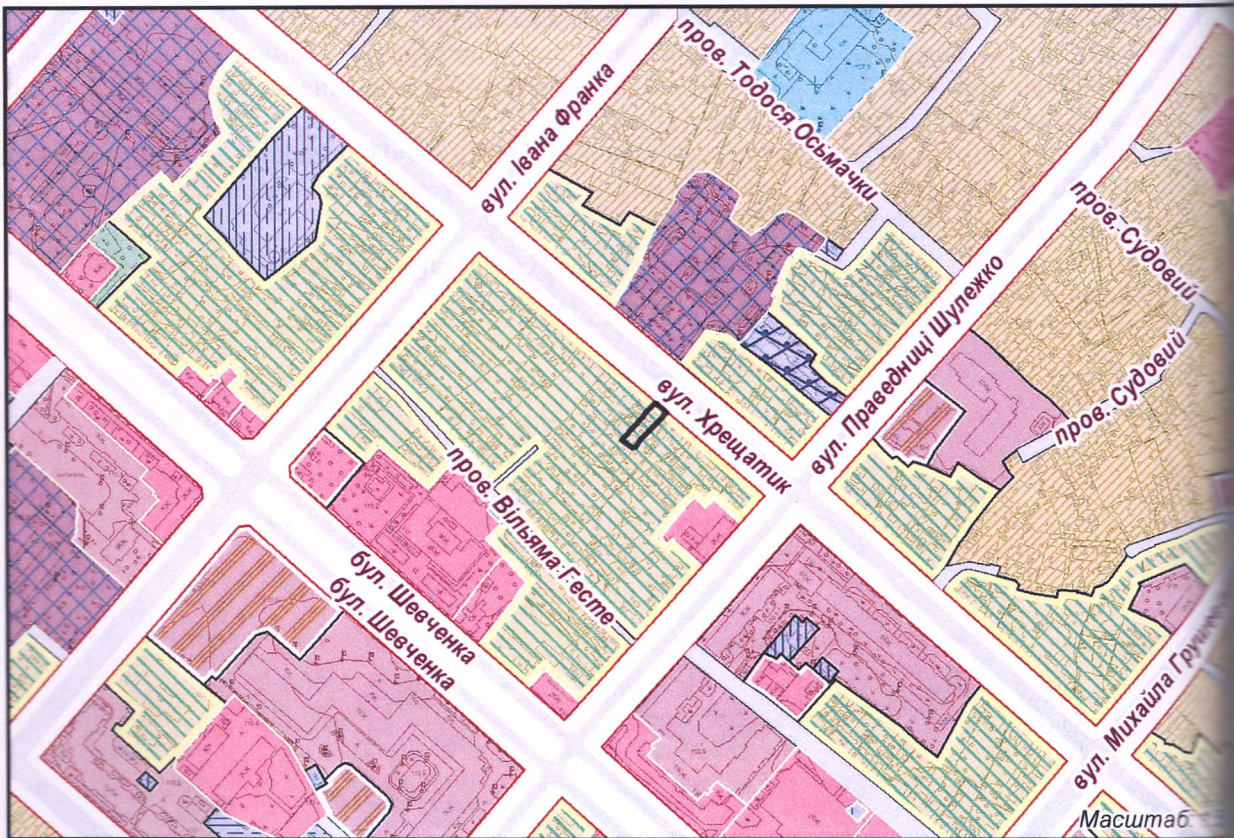 пров. Тодося Осьмачки
вул. Івана Франка
пров. Судовий
вул. Праведниці Шулежко
пров. Судовий
вул. Хрещатик
пров. Вільяма Гесте
бул. Шевченка
бул. Шевченка
вул. Михайла
Масштаб